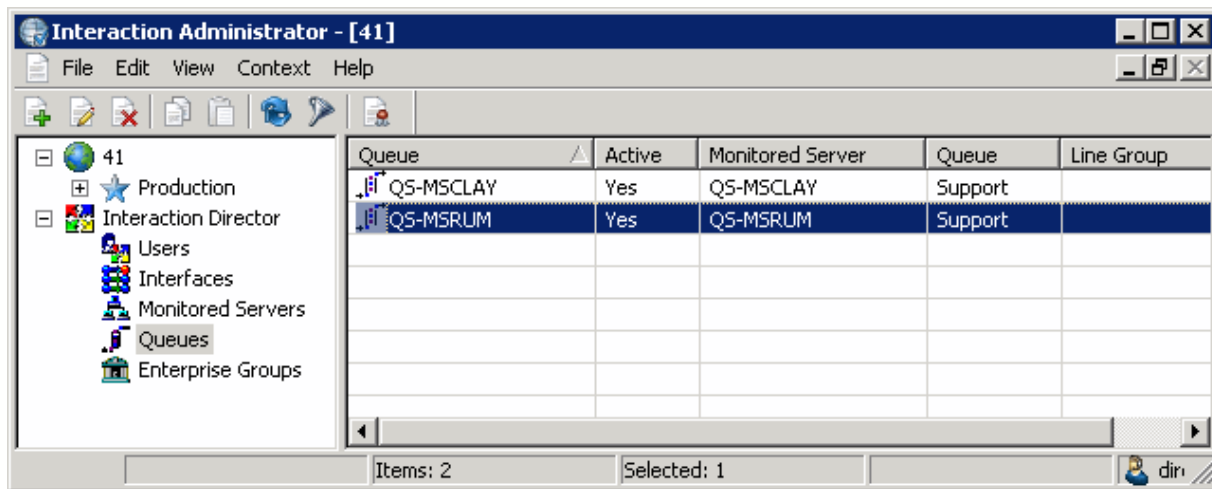 Interaction Administrator - [41]
File Edit View Context Help
41
Production
Interaction Director
Users
Interfaces
Monitored Servers
Queues
Enterprise Groups
Queue Active Monitored Server Queue Line Group
QS-MSCLAY Yes QS-MSCLAY Support
QS-MSRUM Yes QS-MSRUM Support
Items: 2 Selected: 1